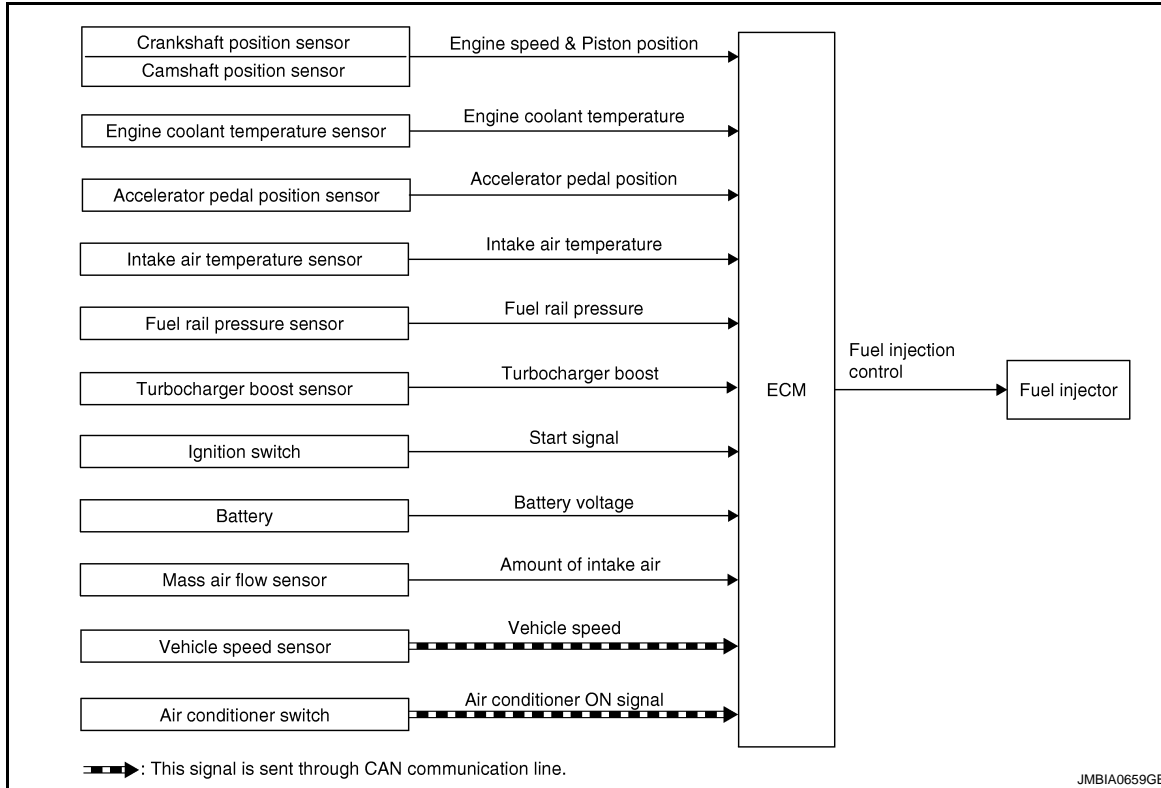 Crankshaft position sensor
Engine speed & Piston position
Camshaft position sensor
Engine coolant temperature sensor
Engine coolant temperature
Accelerator pedal position sensor
Accelerator pedal position
Intake air temperature sensor
Intake air temperature
Fuel rail pressure sensor
Fuel rail pressure
Turbocharger boost sensor
Turbocharger boost
Ignition switch
Start signal
Battery
Battery voltage
Mass air flow sensor
Amount of intake air
Vehicle speed sensor
Vehicle speed
Air conditioner switch
Air conditioner ON signal
ECM
Fuel injection
control
Fuel injector
: This signal is sent through CAN communication line.
JMBIA0659GB